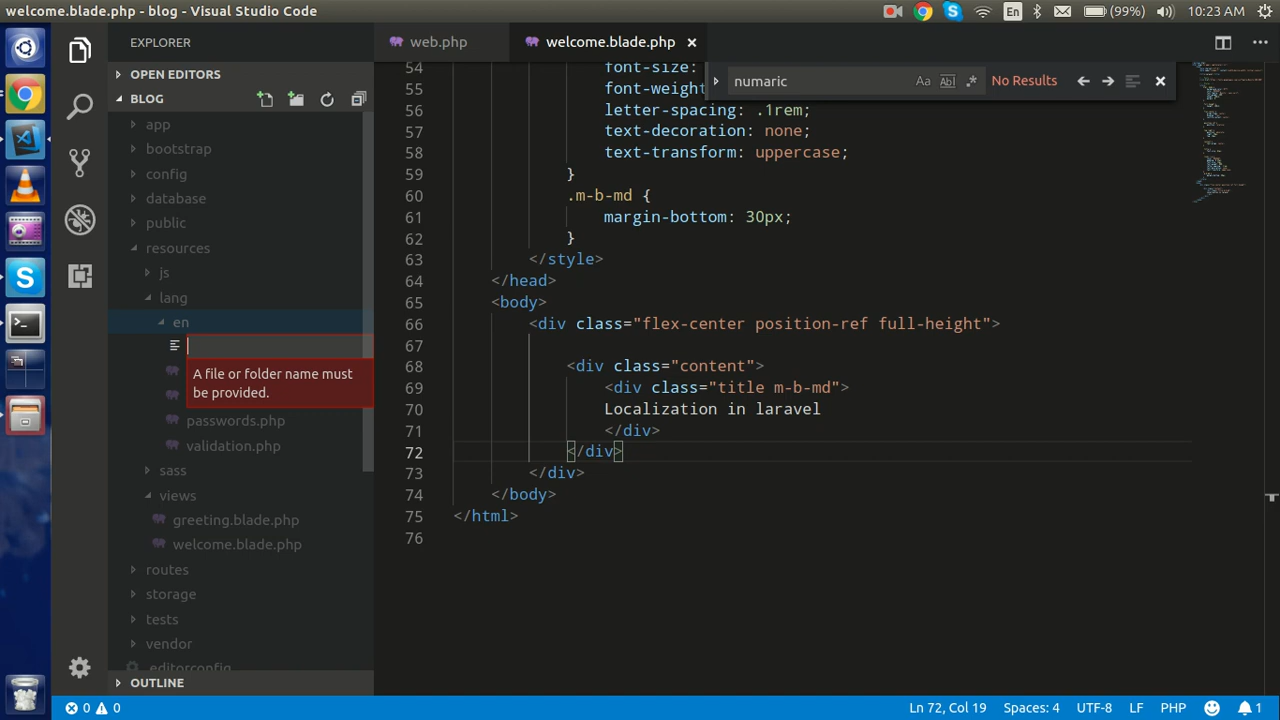 welcome.blade.php - blog - Visual Studio Code
En
(99%)
10:23 AM
EXPLORER
OPEN EDITORS
BLOG
app
bootstrap
config
database
public
resources
js
lang
en
A file or folder name must
be provided.
passwords.php
validation.php
sass
views
greeting.blade.php
welcome.blade.php
routes
storage
tests
vendor
.editorconfig
OUTLINE
web.php
welcome.blade.php
numaric
Aa
Ab|
.*
No Results
54 font-size:
55 font-weight
56 letter-spacing: .1rem;
57 text-decoration: none;
58 text-transform: uppercase;
59 }
60 .m-b-md {
61 margin-bottom: 30px;
62 }
63 </style>
64 </head>
65 <body>
66 <div class="flex-center position-ref full-height">
67
68 <div class="content">
69 <div class="title m-b-md">
70 Localization in laravel
71 </div>
72 </div>
73 </div>
74 </body>
75 </html>
76
0 0
Ln 72, Col 19
Spaces: 4
UTF-8
LF
PHP
1